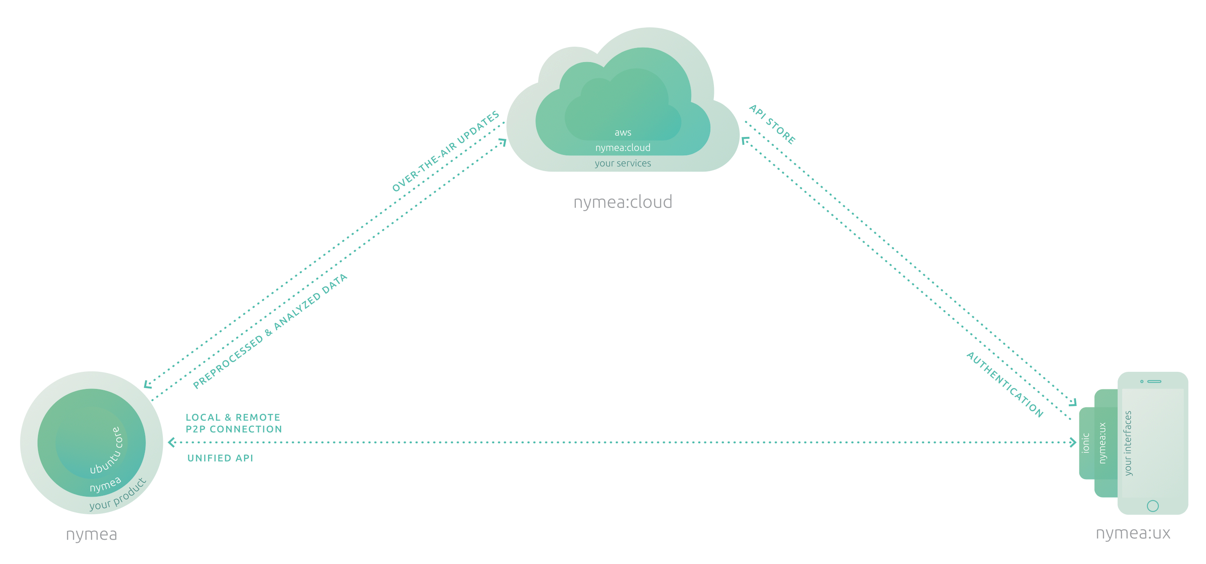 aws
nymea:cloud
your services
nymea:cloud
OVER-THE-AIR UPDATES
PREPROCESSED & ANALYZED DATA
API STORE
AUTHENTICATION
LOCAL & REMOTE
P2P CONNECTION
UNIFIED API
ubuntu core
nymea
your product
nymea
ionic
nymea:ux
your interfaces
nymea:ux